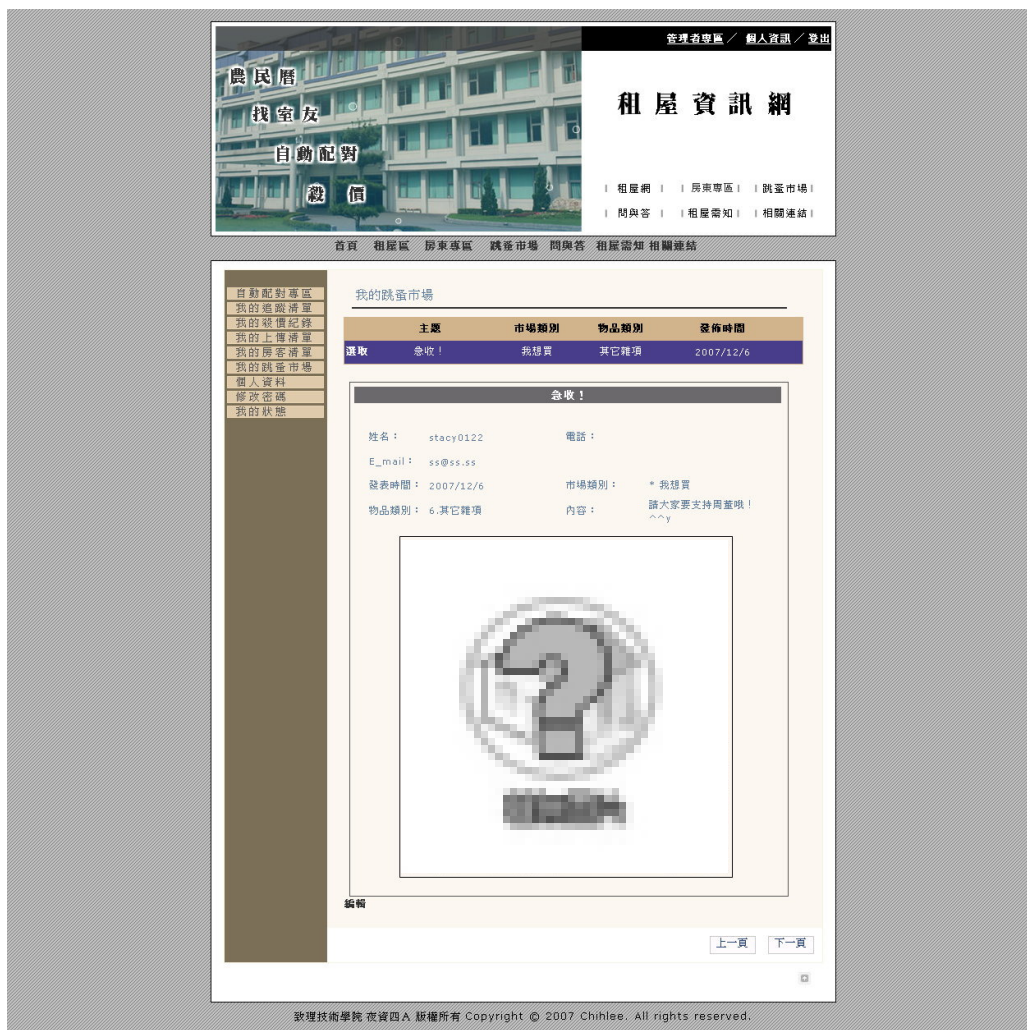 管理者專區／ 個人資訊／登出
農民曆
找室友
自動配對
殺 價
租 屋 資 訊 網
| 租屋網 | | 房東專區 | | 跳蚤市場 |
| 問與答 | | 租屋需知 | | 相關連結 |
首頁 租屋區 房東專區 跳蚤市場 問與答 租屋需知 相關連結
自動配對專區
我的追蹤清單
我的殺價紀錄
我的上傳清單
我的房客清單
我的跳蚤市場
個人資料
修改密碼
我的狀態
我的跳蚤市場
主題 市場類別 物品類別 發佈時間
選取 急收！ 我想買 其它雜項 2007/12/6
急收！
姓名： stacy0122 電話：
E_mail： ss@ss.ss
發表時間： 2007/12/6 市場類別： * 我想買
物品類別： 6.其它雜項 內容： 請大家要支持周董哦！
^^y
編輯
上一頁 下一頁
致理技術學院 夜資四A 版權所有 Copyright © 2007 Chihlee. All rights reserved.